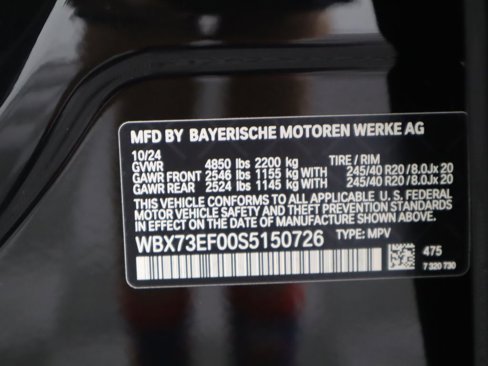 MFD BY BAYERISCHE MOTOREN WERKE AG
10/24
GVWR 4850 lbs 2200 kg TIRE / RIM
GAWR FRONT 2546 lbs 1155 kg WITH 245/40 R20 / 8.0Jx 20
GAWR REAR 2524 lbs 1145 kg WITH 245/40 R20 / 8.0Jx 20
THIS VEHICLE CONFORMS TO ALL APPLICABLE U. S. FEDERAL
MOTOR VEHICLE SAFETY AND THEFT PREVENTION STANDARDS
IN EFFECT ON THE DATE OF MANUFACTURE SHOWN ABOVE.
WBX73EF00S5150726 TYPE: MPV
475
7 320 730